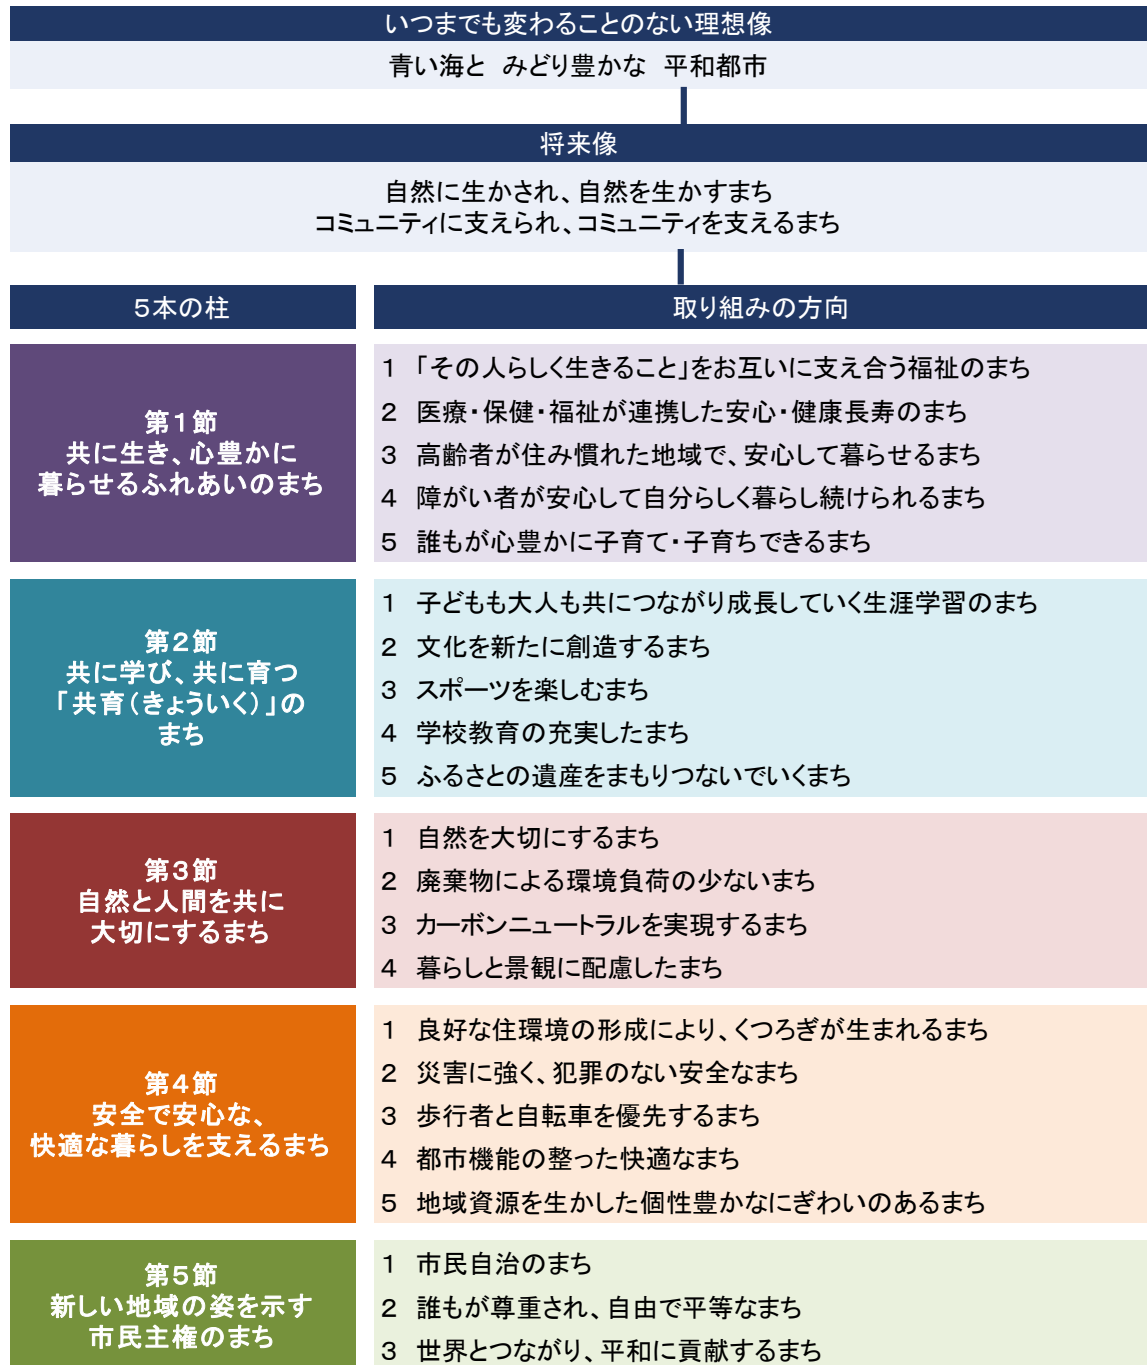 いつまでも変わることのない理想像
青い海と みどり豊かな 平和都市
将来像
自然に生かされ、自然を生かすまち
コミュニティに支えられ、コミュニティを支えるまち
5本の柱
取り組みの方向
第1節
共に生き、心豊かに
暮らせるふれあいのまち
1 「その人らしく生きること」をお互いに支え合う福祉のまち
2 医療・保健・福祉が連携した安心・健康長寿のまち
3 高齢者が住み慣れた地域で、安心して暮らせるまち
4 障がい者が安心して自分らしく暮らし続けられるまち
5 誰もが心豊かに子育て・子育ちできるまち
第2節
共に学び、共に育つ
「共育(きょういく)」の
まち
1 子どもも大人も共につながり成長していく生涯学習のまち
2 文化を新たに創造するまち
3 スポーツを楽しむまち
4 学校教育の充実したまち
5 ふるさとの遺産をまもりつないでいくまち
第3節
自然と人間を共に
大切にするまち
1 自然を大切にするまち
2 廃棄物による環境負荷の少ないまち
3 カーボンニュートラルを実現するまち
4 暮らしと景観に配慮したまち
第4節
安全で安心な、
快適な暮らしを支えるまち
1 良好な住環境の形成により、くつろぎが生まれるまち
2 災害に強く、犯罪のない安全なまち
3 歩行者と自転車を優先するまち
4 都市機能の整った快適なまち
5 地域資源を生かした個性豊かなにぎわいのあるまち
第5節
新しい地域の姿を示す
市民主権のまち
1 市民自治のまち
2 誰もが尊重され、自由で平等なまち
3 世界とつながり、平和に貢献するまち